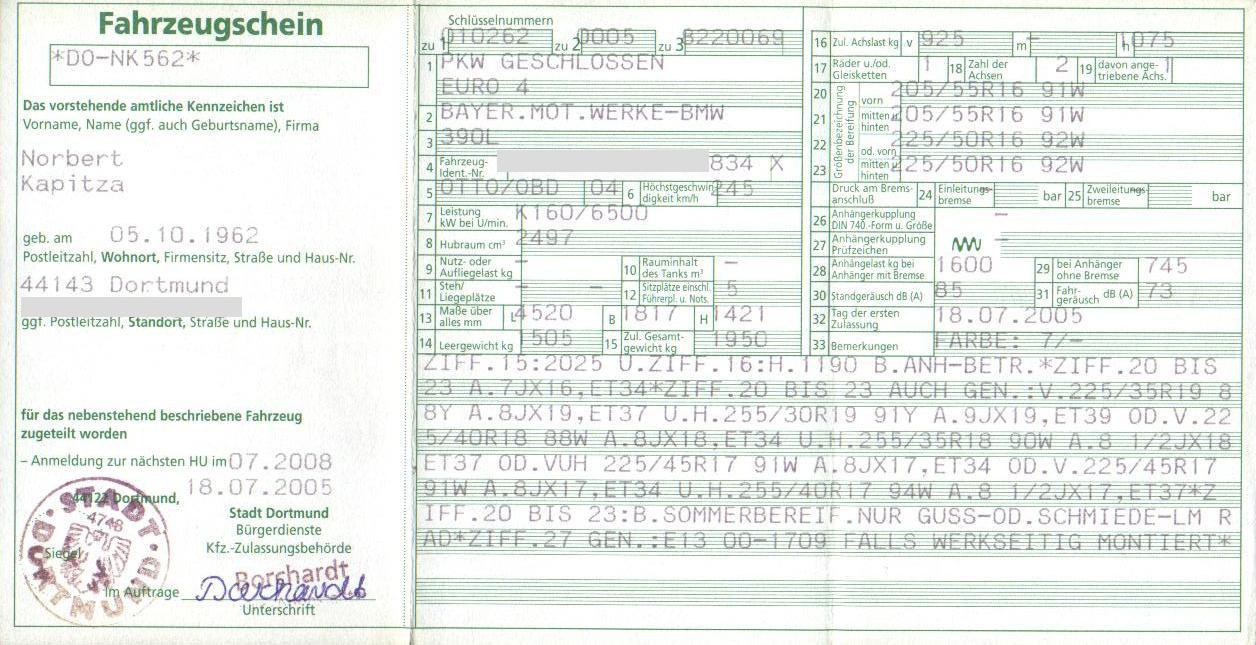 Fahrzeugschein
*DO-NK562*
Das vorstehende amtliche Kennzeichen ist
Vorname, Name (ggf. auch Geburtsname), Firma
Norbert
Kapitza
geb. am 05.10.1962
Postleitzahl, Wohnort, Firmensitz, Straße und Haus-Nr.
44143 Dortmund
ggf. Postleitzahl, Standort, Straße und Haus-Nr.
für das nebenstehend beschriebene Fahrzeug
zugeteilt worden
– Anmeldung zur nächsten HU im 07.2008
44122 Dortmund, 18.07.2005
Stadt Dortmund
Bürgerdienste
Kfz.-Zulassungsbehörde
Siegel
STADT DORTMUND
4748
Borchardt
Im Auftrage
Unterschrift
Schlüsselnummern
zu 1 010262 zu 2 0005 zu 3 8220069
1 PKW GESCHLOSSEN
EURO 4
2 BAYER.MOT.WERKE-BMW
3 390L
4 Fahrzeug-Ident.-Nr. 834 X
5 OTTO/OBD 04 6 Höchstgeschwindigkeit km/h 245
7 Leistung kW bei U/min. K160/6500
8 Hubraum cm³ 2497
9 Nutz- oder Aufliegelast kg – 10 Rauminhalt des Tanks m³ –
11 Steh/Liegeplätze – – 12 Sitzplätze einschl. Führerpl. u. Nots. 5
13 Maße über alles mm L 4520 B 1817 H 1421
14 Leergewicht kg 1505 15 Zul. Gesamtgewicht kg 1950
16 Zul. Achslast kg v 925 m – h 1075
17 Räder u./od. Gleisketten 1 18 Zahl der Achsen 2 19 davon angetriebene Achs. 1
Größenbezeichnung der Bereifung
20 vorn 205/55R16 91W
21 mitten hinten 205/55R16 91W
22 od. vorn 225/50R16 92W
23 mitten hinten 225/50R16 92W
Druck am Bremsanschluß 24 Einleitungsbremse – bar 25 Zweileitungsbremse – bar
26 Anhängerkupplung DIN 740.-Form u. Größe –
27 Anhängerkupplung Prüfzeichen –
28 Anhängelast kg bei Anhänger mit Bremse 1600 29 bei Anhänger ohne Bremse 745
30 Standgeräusch dB (A) 85 31 Fahrgeräusch dB (A) 73
32 Tag der ersten Zulassung 18.07.2005
33 Bemerkungen FARBE: 7/-
ZIFF.15:2025 U.ZIFF.16:H.1190 B.ANH-BETR.*ZIFF.20 BIS
23 A.7JX16,ET34*ZIFF.20 BIS 23 AUCH GEN.:V.225/35R19 8
8Y A.8JX19,ET37 U.H.255/30R19 91Y A.9JX19,ET39 OD.V.22
5/40R18 88W A.8JX18,ET34 U.H.255/35R18 90W A.8 1/2JX18
,ET37 OD.VUH 225/45R17 91W A.8JX17,ET34 OD.V.225/45R17
91W A.8JX17,ET34 U.H.255/40R17 94W A.8 1/2JX17,ET37*Z
IFF.20 BIS 23:B.SOMMERBEREIF.NUR GUSS-OD.SCHMIEDE-LM R
AD*ZIFF.27 GEN.:E13 00-1709 FALLS WERKSEITIG MONTIERT*